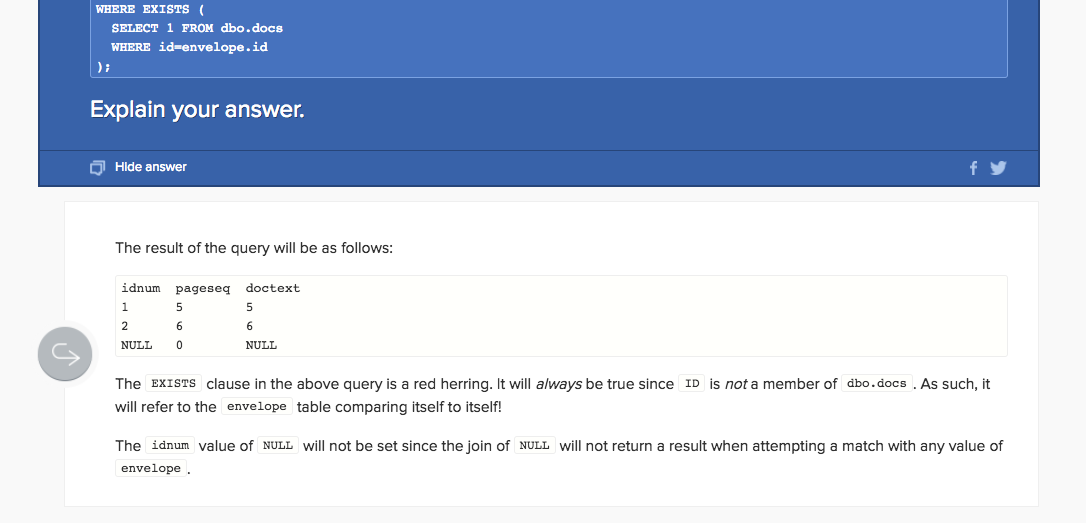 WHERE EXISTS (
  SELECT 1 FROM dbo.docs
  WHERE id=envelope.id
);
Explain your answer.
Hide answer
The result of the query will be as follows:
idnum  pageseq  doctext
1      5        5
2      6        6
NULL   0        NULL
The EXISTS clause in the above query is a red herring. It will always be true since ID is not a member of dbo.docs . As such, it
will refer to the envelope table comparing itself to itself!
The idnum value of NULL will not be set since the join of NULL will not return a result when attempting a match with any value of
envelope .